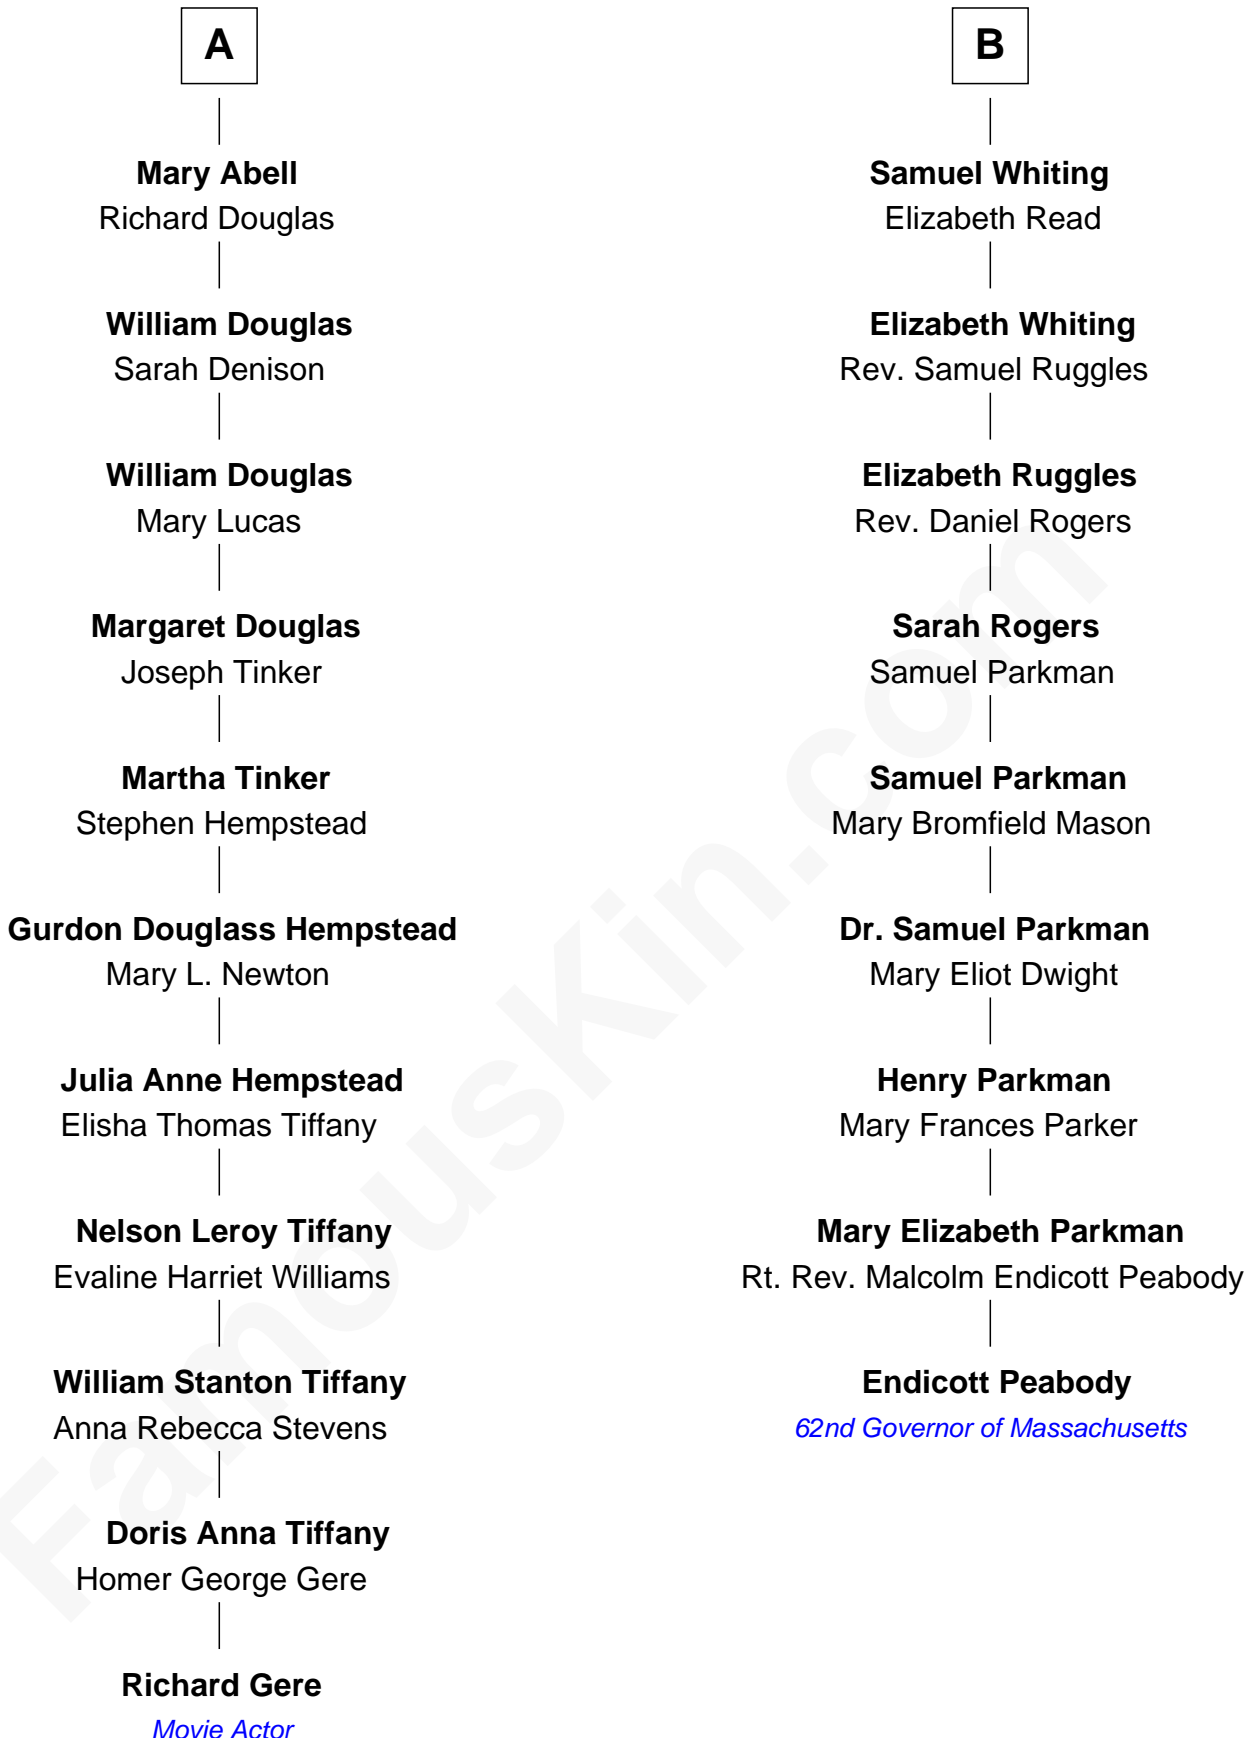 A
Mary Abell
Richard Douglas
William Douglas
Sarah Denison
William Douglas
Mary Lucas
Margaret Douglas
Joseph Tinker
Martha Tinker
Stephen Hempstead
Gurdon Douglass Hempstead
Mary L. Newton
Julia Anne Hempstead
Elisha Thomas Tiffany
Nelson Leroy Tiffany
Evaline Harriet Williams
William Stanton Tiffany
Anna Rebecca Stevens
Doris Anna Tiffany
Homer George Gere
Richard Gere
Movie Actor
B
Samuel Whiting
Elizabeth Read
Elizabeth Whiting
Rev. Samuel Ruggles
Elizabeth Ruggles
Rev. Daniel Rogers
Sarah Rogers
Samuel Parkman
Samuel Parkman
Mary Bromfield Mason
Dr. Samuel Parkman
Mary Eliot Dwight
Henry Parkman
Mary Frances Parker
Mary Elizabeth Parkman
Rt. Rev. Malcolm Endicott Peabody
Endicott Peabody
62nd Governor of Massachusetts
FamousKin.com